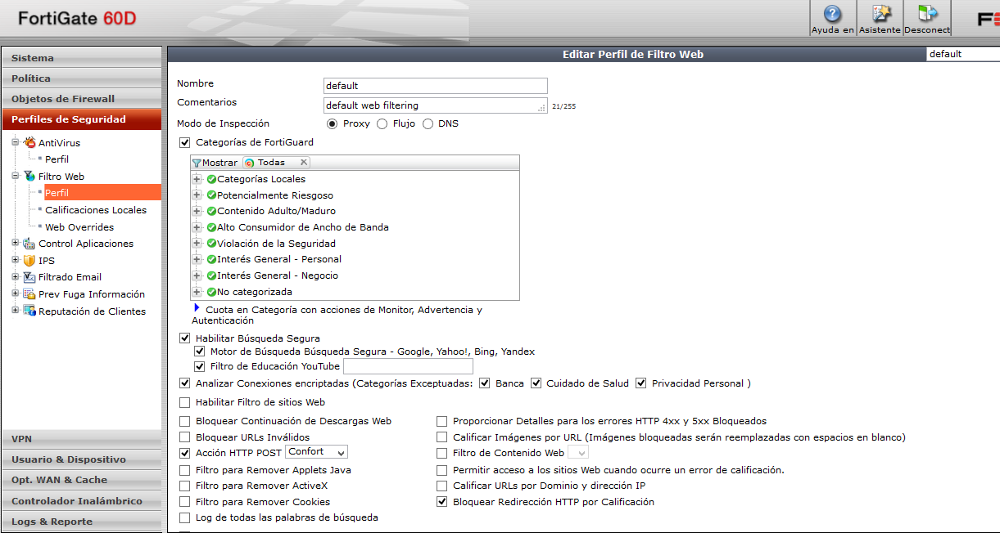 FortiGate 60D
Ayuda en
Asistente
Desconect
Sistema
Política
Objetos de Firewall
Perfiles de Seguridad
AntiVirus
Perfil
Filtro Web
Perfil
Calificaciones Locales
Web Overrides
Control Aplicaciones
IPS
Filtrado Email
Prev Fuga Información
Reputación de Clientes
VPN
Usuario & Dispositivo
Opt. WAN & Cache
Controlador Inalámbrico
Logs & Reporte
Editar Perfil de Filtro Web
default
Nombre
default
Comentarios
default web filtering
21/255
Modo de Inspección
Proxy Flujo DNS
Categorías de FortiGuard
Mostrar Todas
Categorías Locales
Potencialmente Riesgoso
Contenido Adulto/Maduro
Alto Consumidor de Ancho de Banda
Violación de la Seguridad
Interés General - Personal
Interés General - Negocio
No categorizada
Cuota en Categoría con acciones de Monitor, Advertencia y
Autenticación
Habilitar Búsqueda Segura
Motor de Búsqueda Búsqueda Segura - Google, Yahoo!, Bing, Yandex
Filtro de Educación YouTube
Analizar Conexiones encriptadas (Categorías Exceptuadas: Banca Cuidado de Salud Privacidad Personal )
Habilitar Filtro de sitios Web
Bloquear Continuación de Descargas Web
Proporcionar Detalles para los errores HTTP 4xx y 5xx Bloqueados
Bloquear URLs Inválidos
Calificar Imágenes por URL (Imágenes bloqueadas serán reemplazadas con espacios en blanco)
Acción HTTP POST Confort
Filtro de Contenido Web
Filtro para Remover Applets Java
Permitir acceso a los sitios Web cuando ocurre un error de calificación.
Filtro para Remover ActiveX
Calificar URLs por Dominio y dirección IP
Filtro para Remover Cookies
Bloquear Redirección HTTP por Calificación
Log de todas las palabras de búsqueda